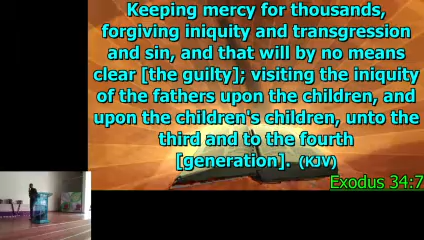 Keeping mercy for thousands,
forgiving iniquity and transgression
and sin, and that will by no means
clear [the guilty]; visiting the iniquity
of the fathers upon the children, and
upon the children's children, unto the
third and to the fourth
[generation]. (KJV)
Exodus 34:7